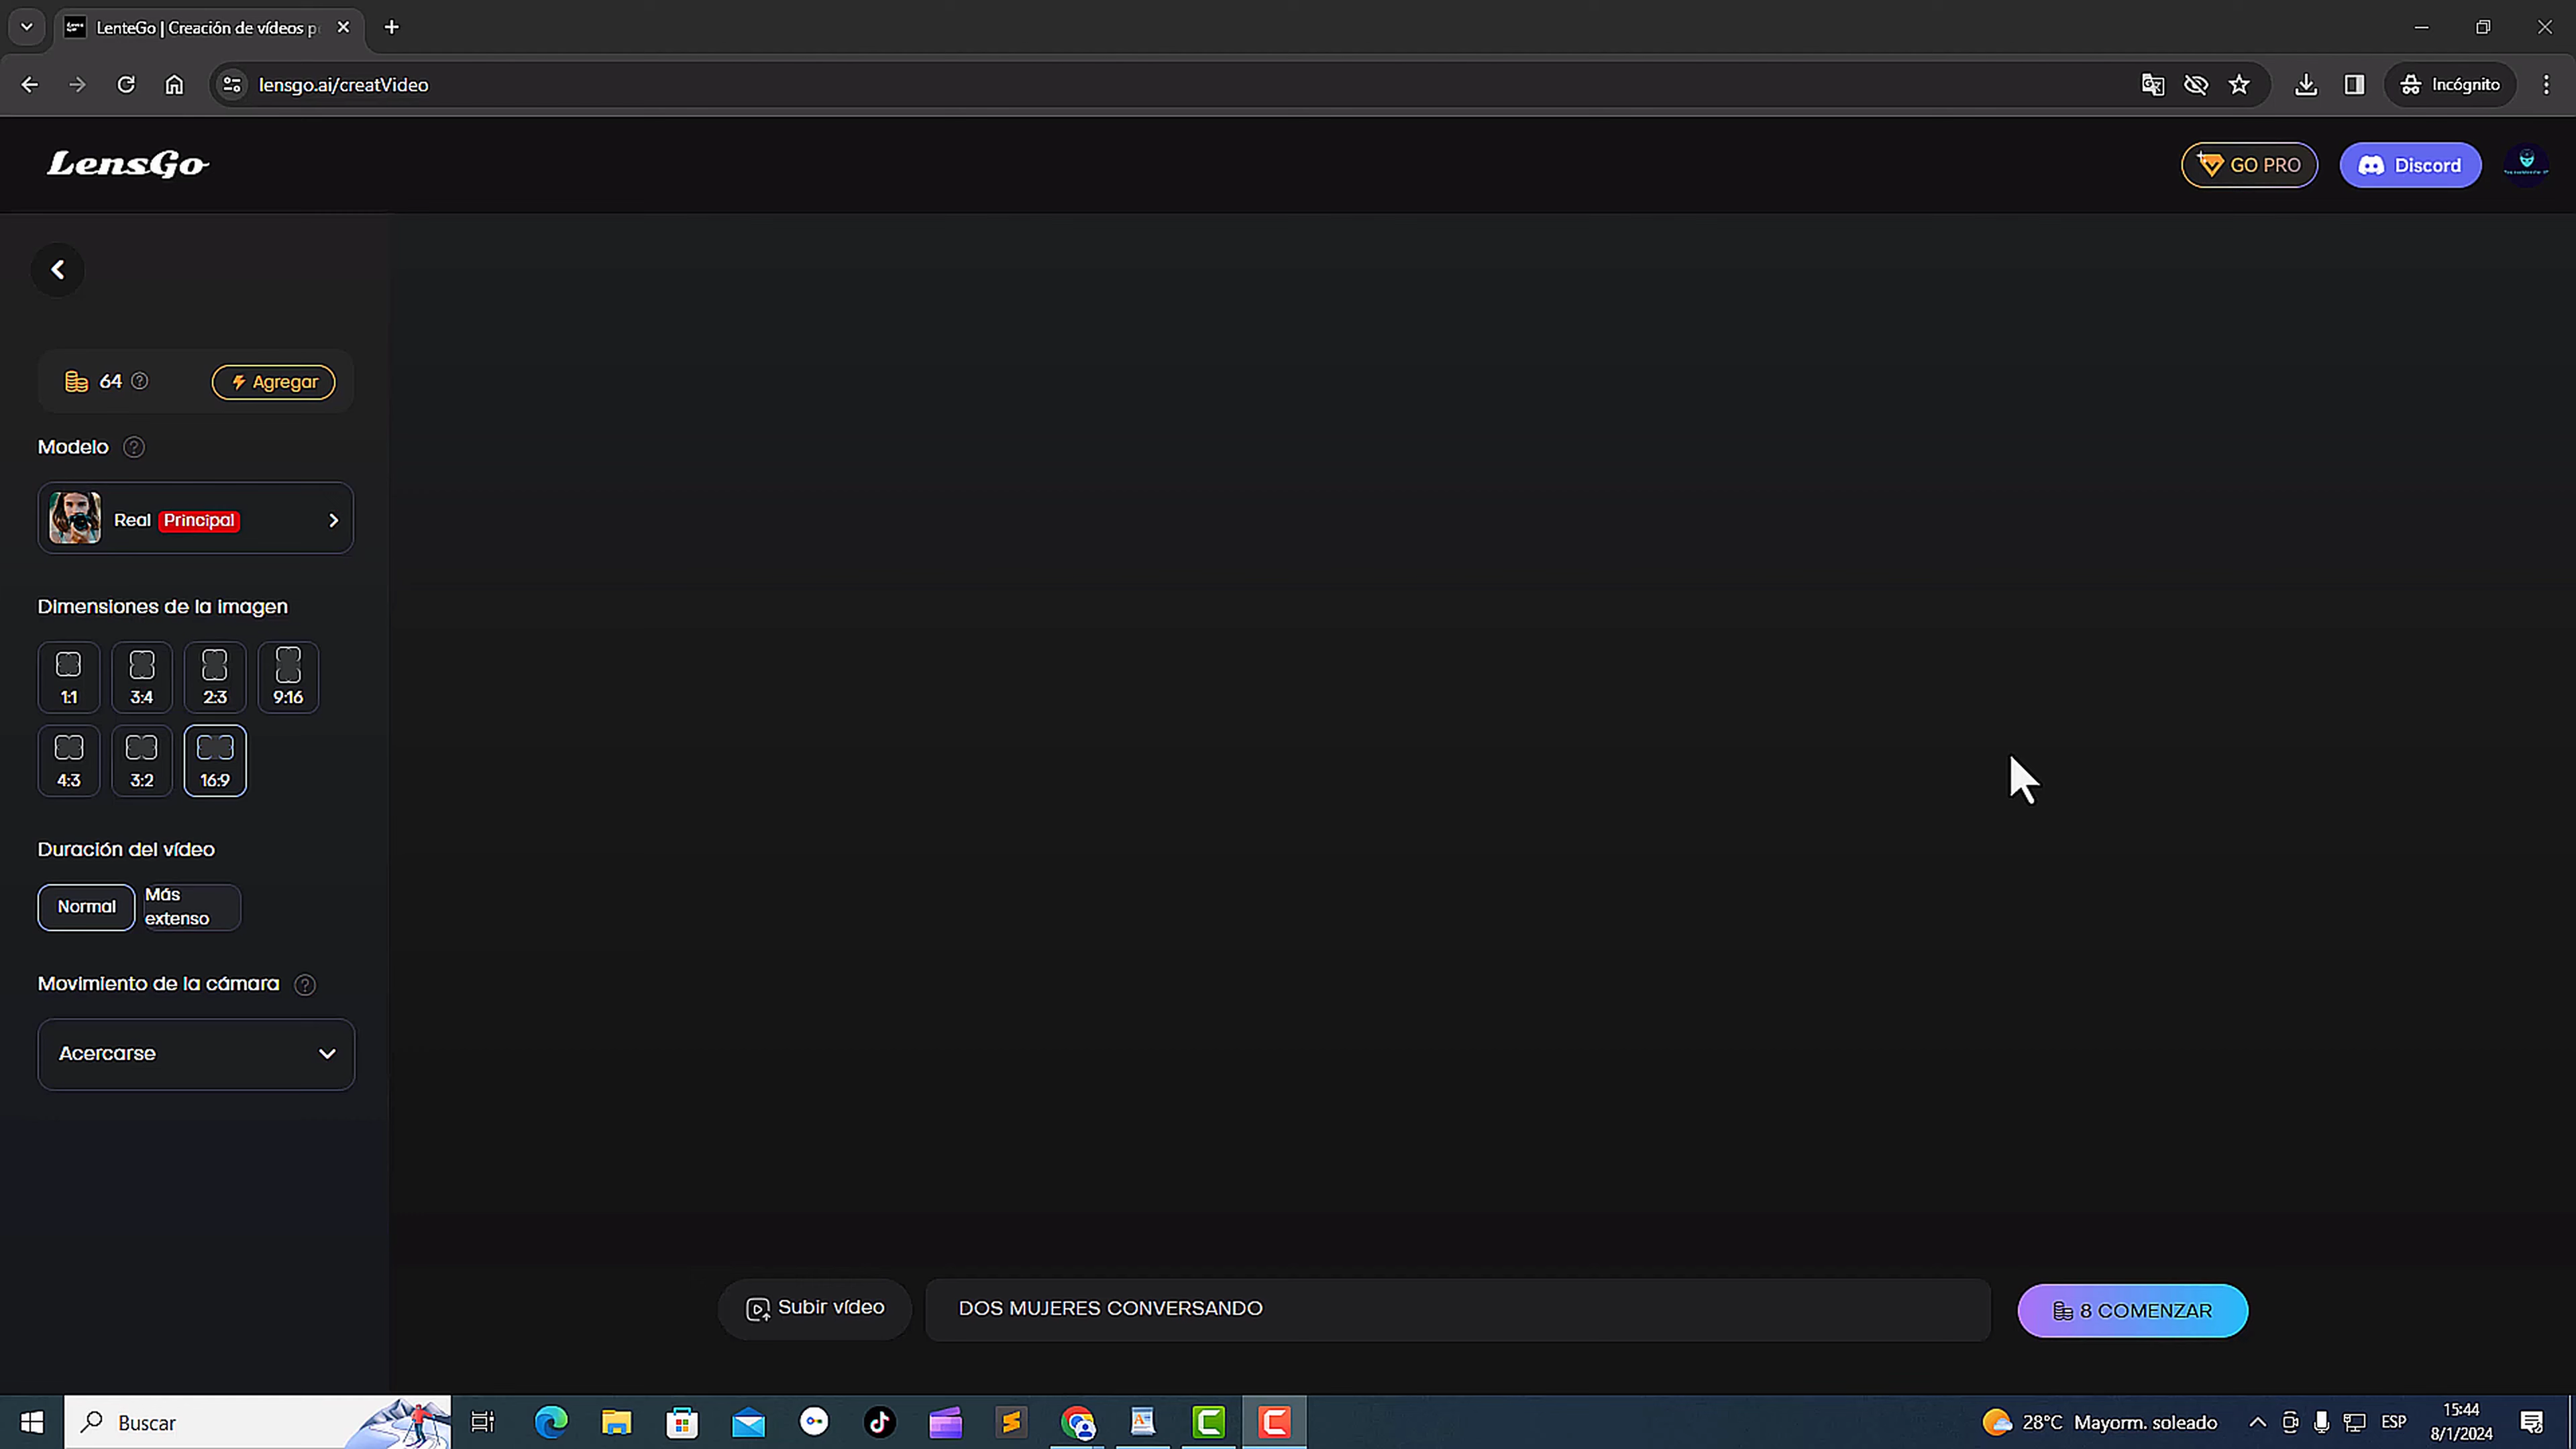 LenteGo | Creación de vídeos p
lensgo.ai/creatVideo
Incógnito
LensGo
GO PRO
Discord
64
Agregar
Modelo
Real Principal
Dimensiones de la imagen
1:1
3:4
2:3
9:16
4:3
3:2
16:9
Duración del vídeo
Normal
Más
extenso
Movimiento de la cámara
Acercarse
Subir vídeo
DOS MUJERES CONVERSANDO
8 COMENZAR
Buscar
28°C Mayorm. soleado
ESP
15:44
8/1/2024